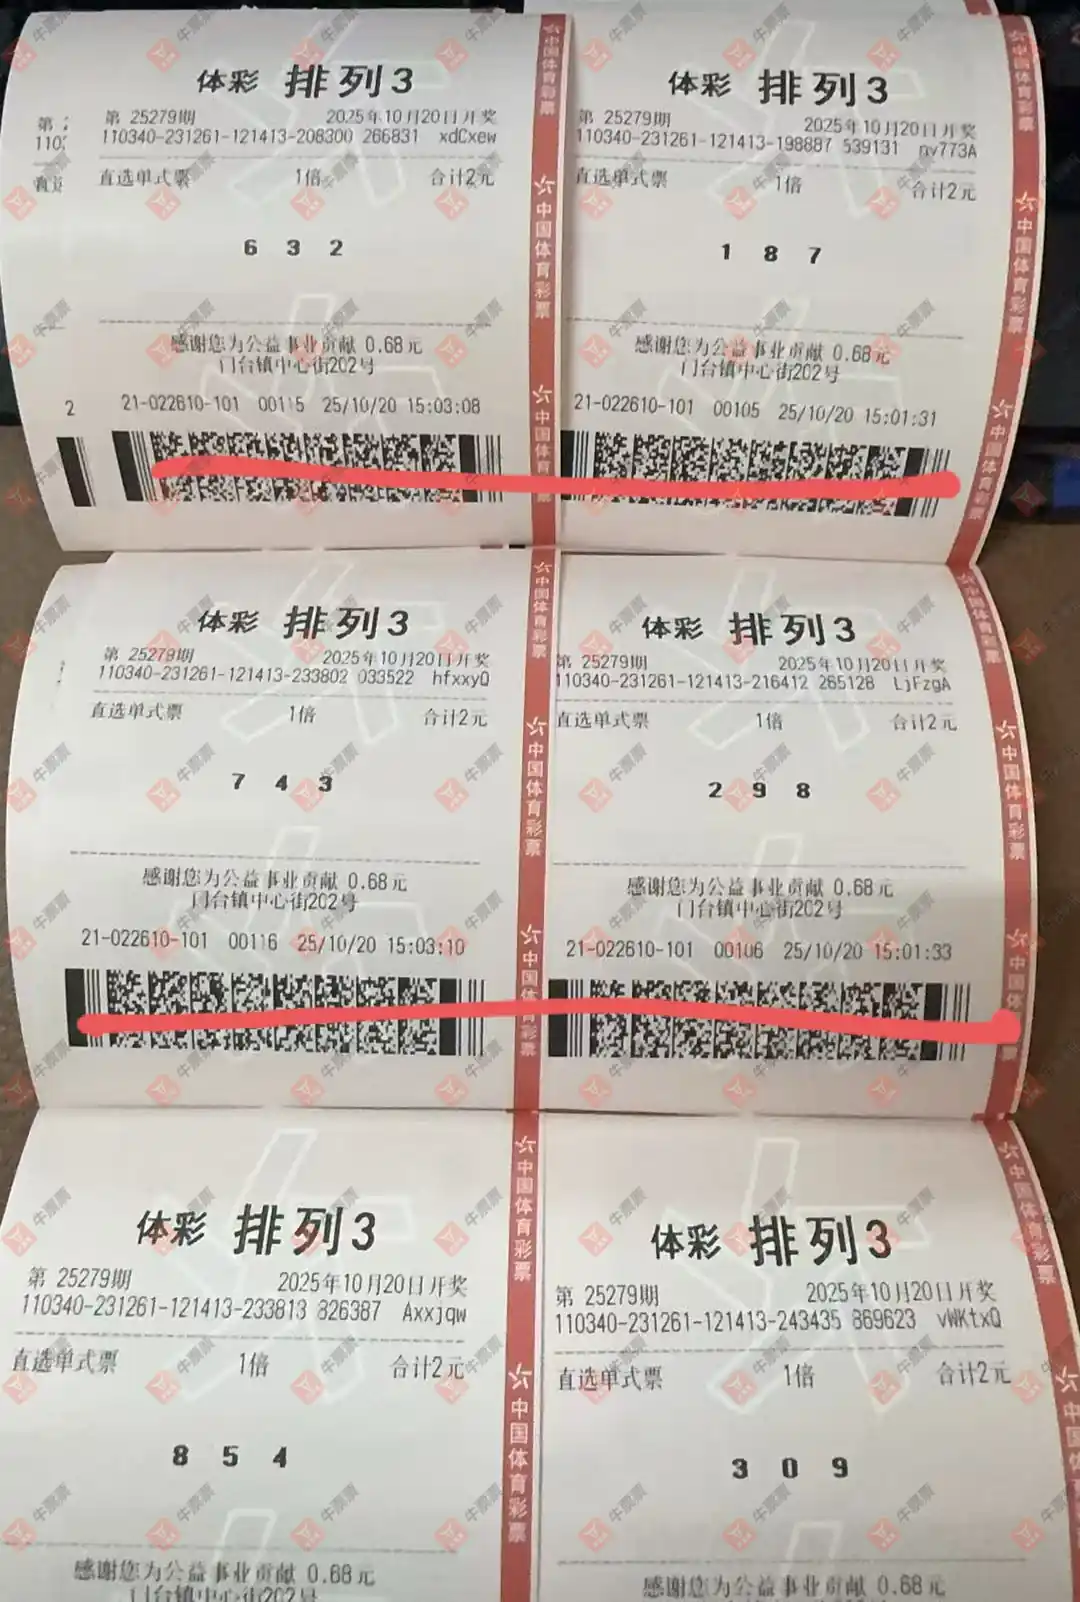 体彩 排列3
第 25279期 2025年10月20日开奖
110340-231261-121413-208300 266831 xdCxew
直选单式票 1倍 合计2元
6 3 2
感谢您为公益事业贡献 0.68元
门台镇中心街202号
21-022610-101 00115 25/10/20 15:03:08
体彩 排列3
第 25279期 2025年10月20日开奖
110340-231261-121413-198887 539131 nv773A
直选单式票 1倍 合计2元
1 8 7
感谢您为公益事业贡献 0.68元
门台镇中心街202号
21-022610-101 00105 25/10/20 15:01:31
体彩 排列3
第 25279期 2025年10月20日开奖
110340-231261-121413-233802 033522 hfxxyQ
直选单式票 1倍 合计2元
7 4 3
感谢您为公益事业贡献 0.68元
门台镇中心街202号
21-022610-101 00116 25/10/20 15:03:10
体彩 排列3
第 25279期 2025年10月20日开奖
110340-231261-121413-216412 265128 LjFzgA
直选单式票 1倍 合计2元
2 9 8
感谢您为公益事业贡献 0.68元
门台镇中心街202号
21-022610-101 00106 25/10/20 15:01:33
体彩 排列3
第 25279期 2025年10月20日开奖
110340-231261-121413-233813 826387 Axxjqw
直选单式票 1倍 合计2元
8 5 4
感谢您为公益事业贡献 0.68元
门台镇中心街202号
体彩 排列3
第 25279期 2025年10月20日开奖
110340-231261-121413-243435 869623 vWKtxQ
直选单式票 1倍 合计2元
3 0 9
感谢您为公益事业贡献 0.68元
中国体育彩票
牛票票